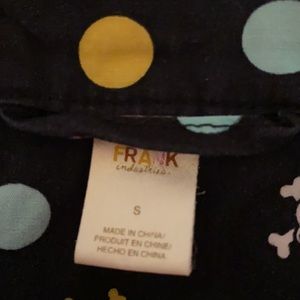 FRANK
industries.
S
MADE IN CHINA/
PRODUIT EN CHINE/
HECHO EN CHINA